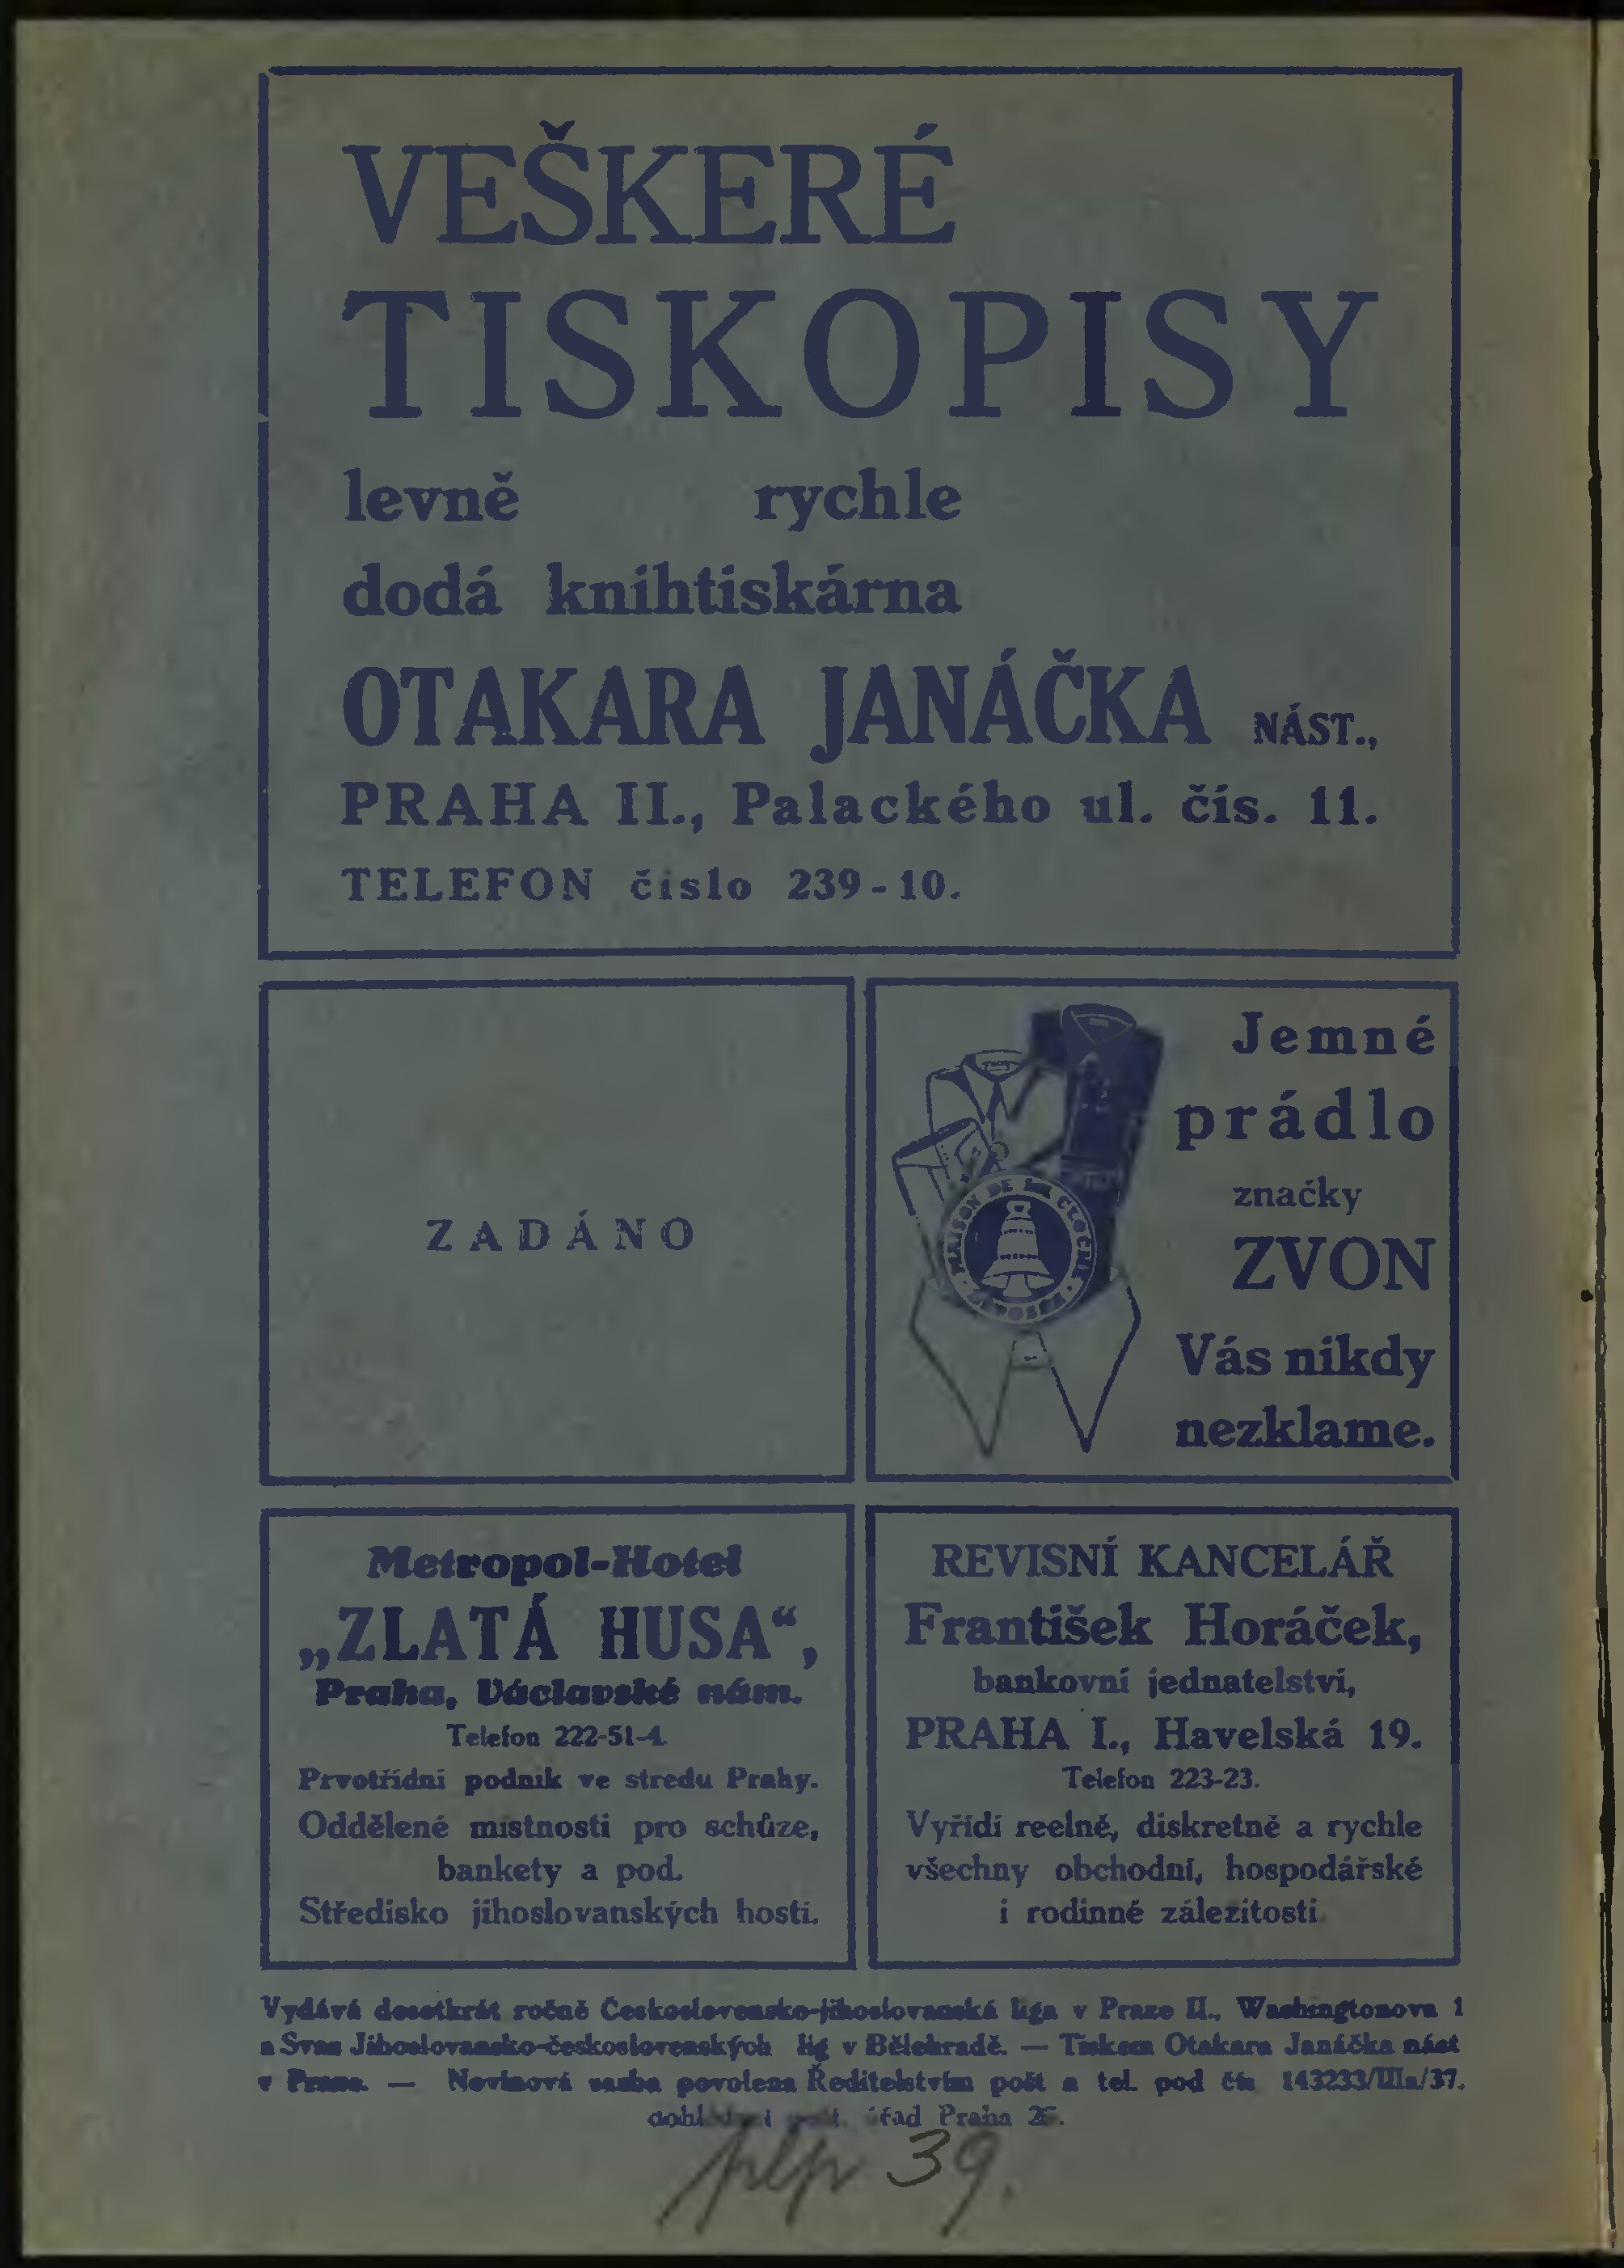 VEŠKERÉ
TISKOPISY
levně rychle
dodá knihtiskárna
OTAKARA JANÁČKA NÁST.,
PRAHA II., Palackého ul. čís. 11.
TELEFON číslo 239-10.
ZADÁNO
MAISON DE LA CLOCHE
Jemné
prádlo
značky
ZVON
Vás nikdy
nezklame.
Metropol-Hotel
„ZLATÁ HUSA“,
Praha, Václavské nám.
Telefon 222-51-4.
Prvotřídní podnik ve středu Prahy.
Oddělené místnosti pro schůze,
bankety a pod.
Středisko jihoslovanských hostí.
REVISNÍ KANCELÁŘ
František Horáček,
bankovní jednatelství,
PRAHA I., Havelská 19.
Telefon 223-23.
Vyřídí reelně, diskretně a rychle
všechny obchodní, hospodářské
i rodinné záležitosti.
Vydává desetkrát ročně Československo-jihoslovanská liga v Praze II., Washingtonova 1
a Svaz Jihoslovansko-československých lig v Bělehradě. — Tiskem Otakara Janáčka nást.
v Praze. — Novinová sazba povolena Ředitelstvím pošt a tel. pod čís. 143233/IIIa/37.
úřad Praha
39.